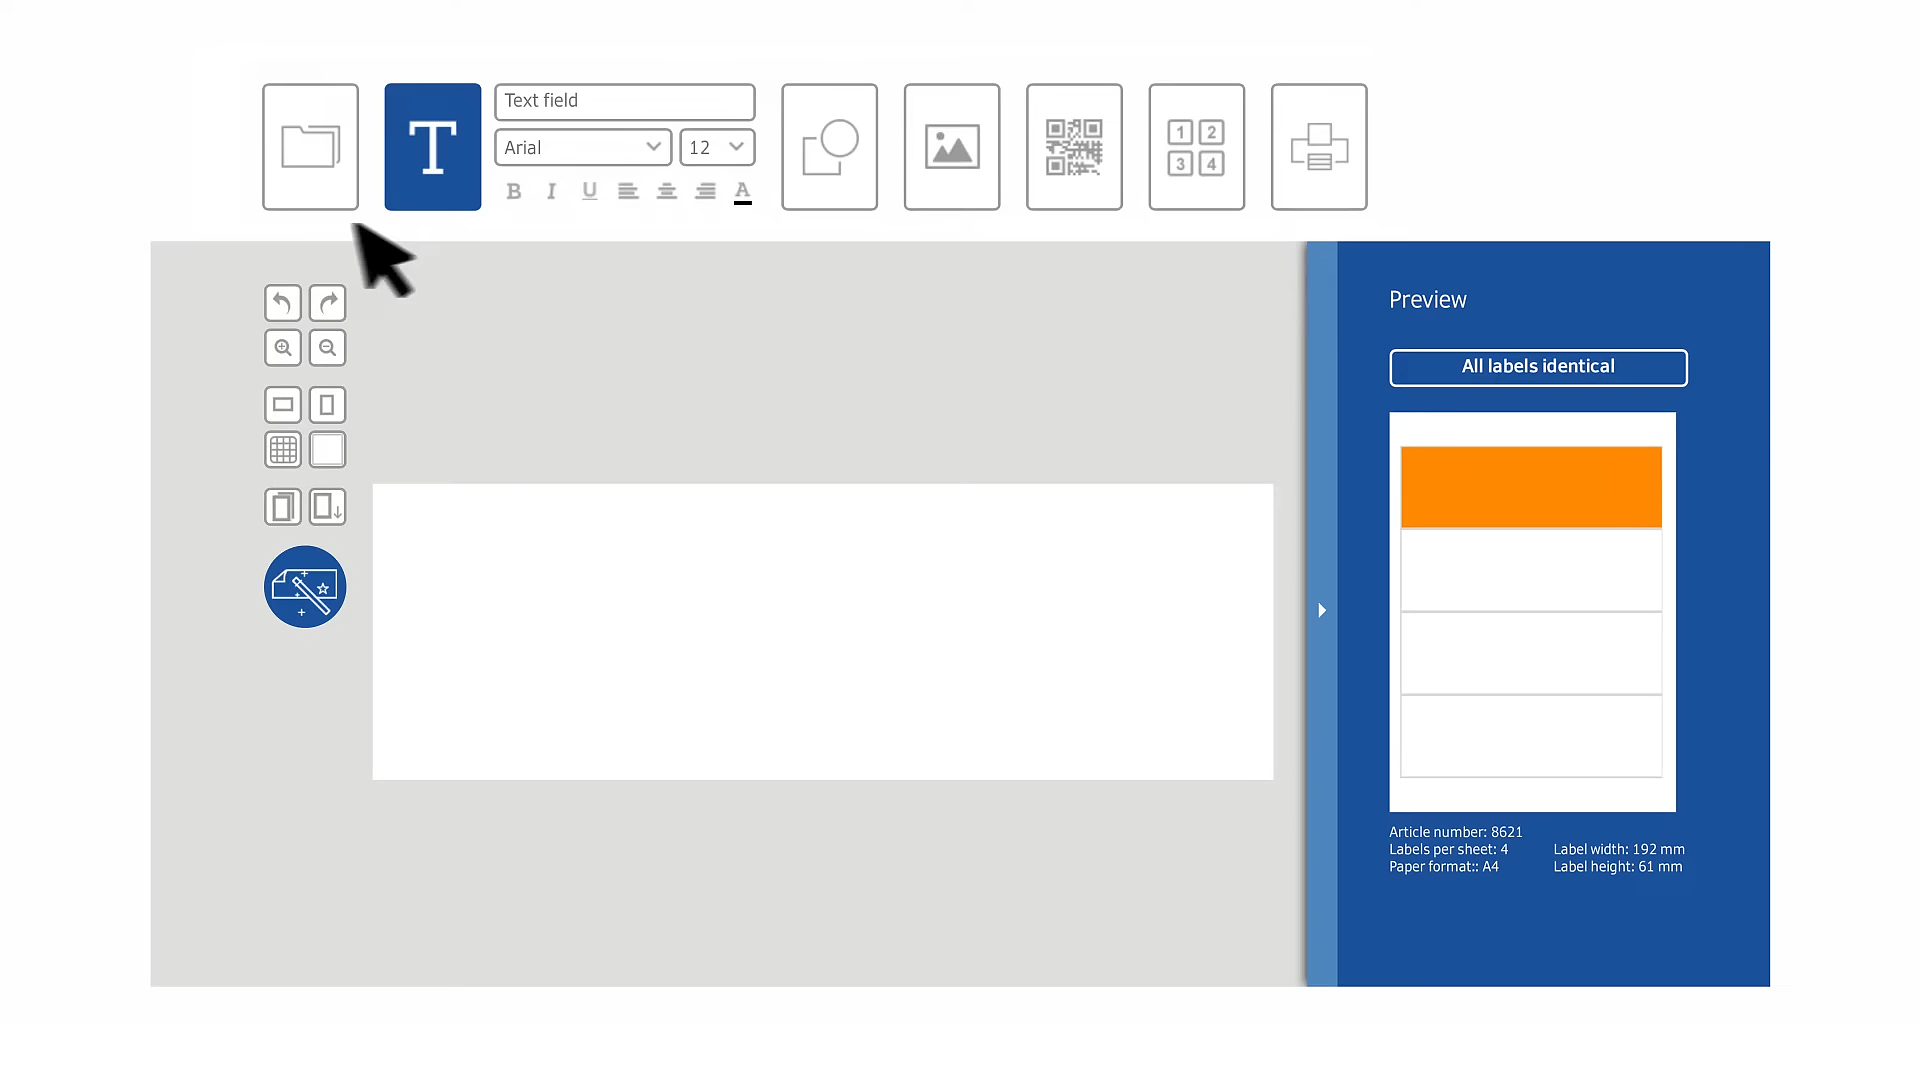 T
Text field
Arial
12
B I U A
1 2
3 4
Preview
All labels identical
Article number: 8621
Labels per sheet: 4
Label width: 192 mm
Paper format:: A4
Label height: 61 mm